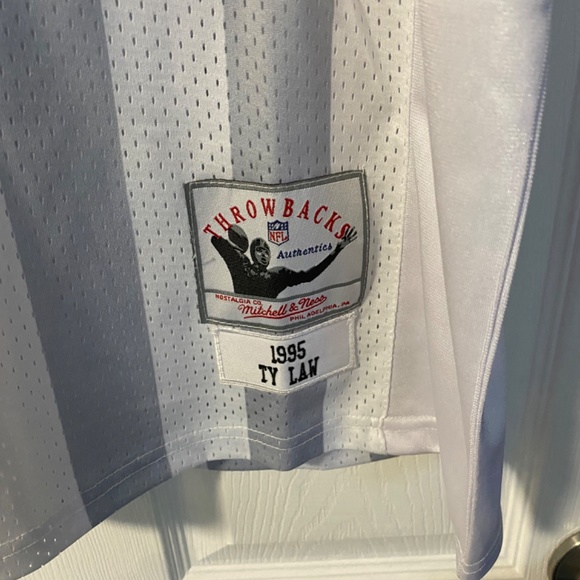 THROWBACKS
NFL
Authentics
NOSTALGIA CO.
Mitchell & Ness
PHILADELPHIA, PA
1995
TY LAW